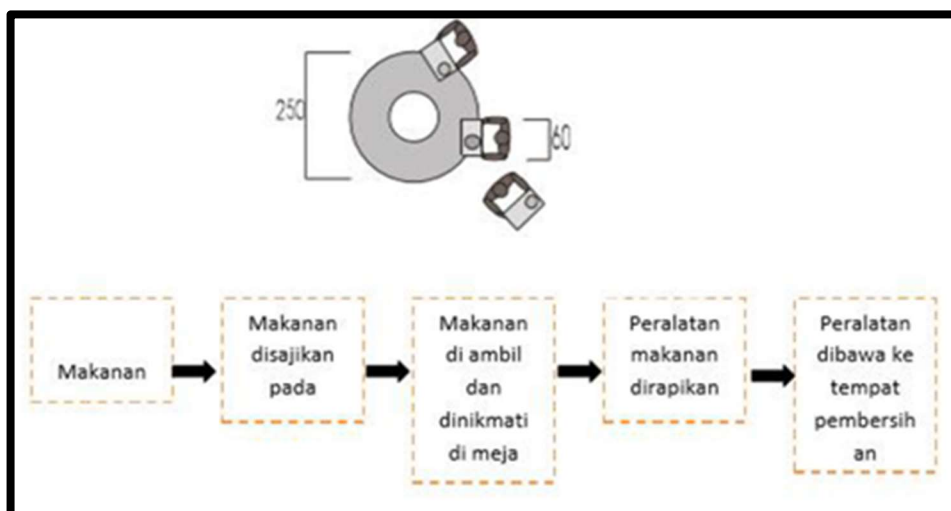 250
60
Makanan
Makanan
disajikan
pada
Makanan
di ambil
dan
dinikmati
di meja
Peralatan
makanan
dirapikan
Peralatan
dibawa ke
tempat
pembersih
an